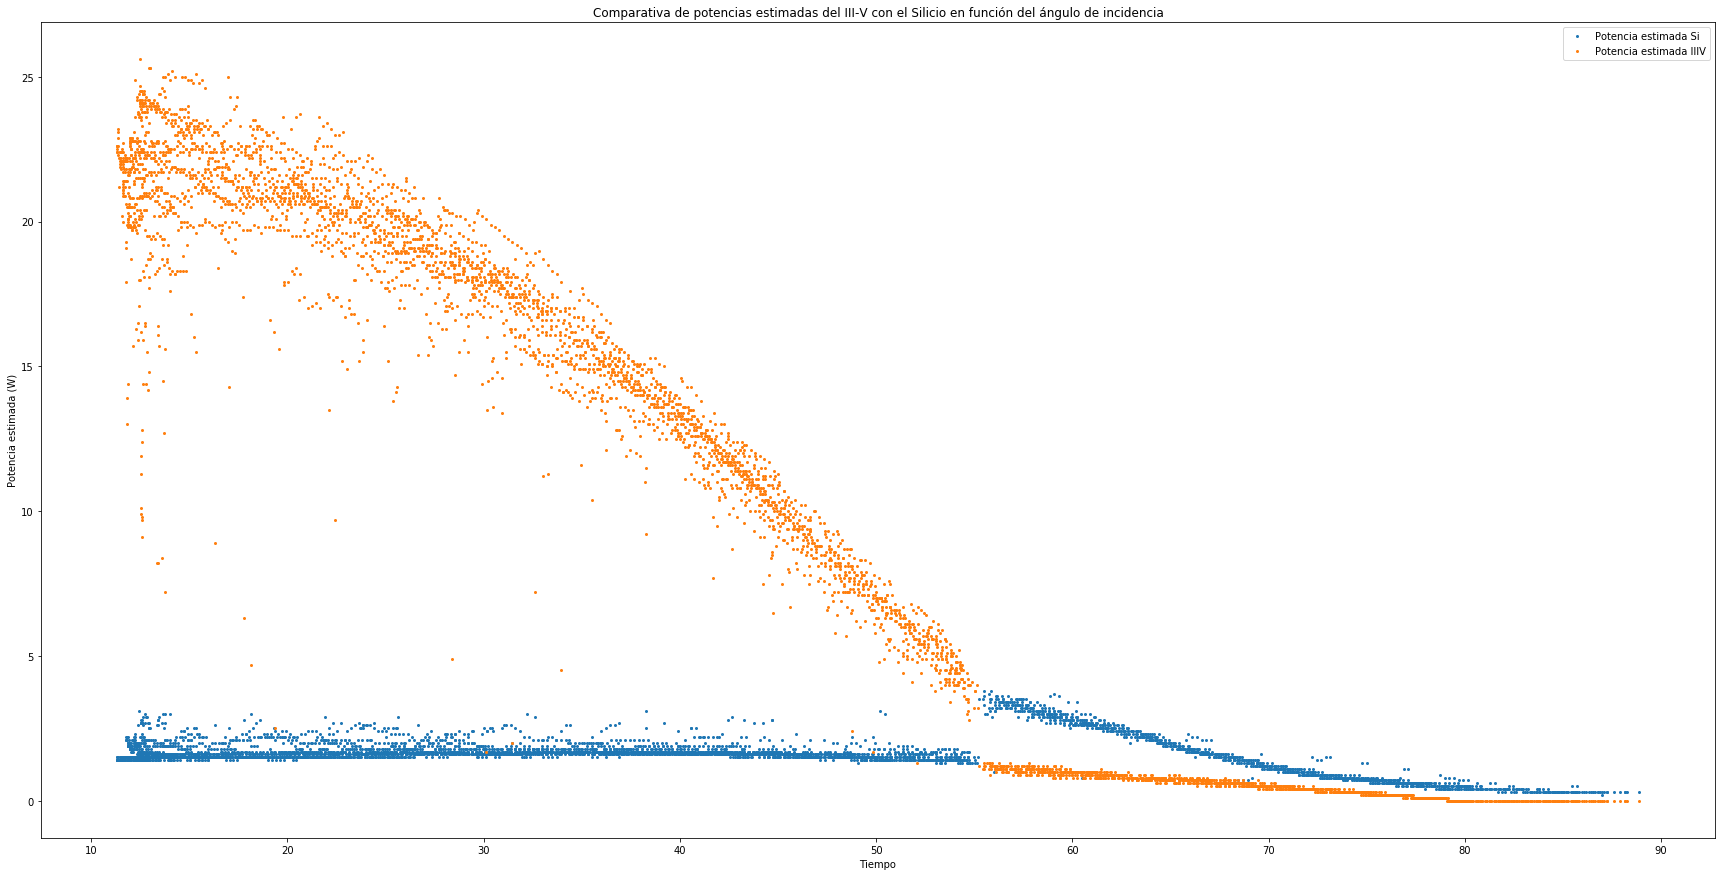 Comparativa de potencias estimadas del III-V con el Silicio en función del ángulo de incidencia
Potencia estimada Si
Potencia estimada IIIV
Potencia estimada (W)
25
20
15
10
5
0
10 20 30 40 50 60 70 80 90
Tiempo